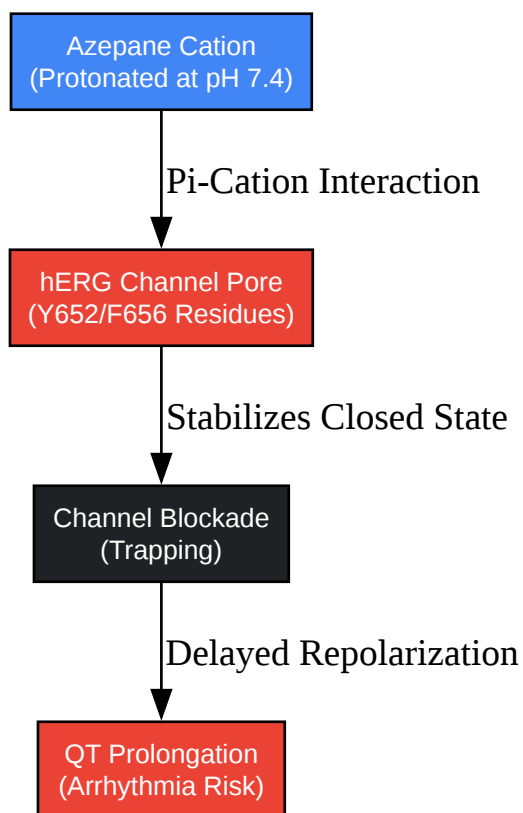 Azepane Cation
(Protonated at pH 7.4)
Pi-Cation Interaction
hERG Channel Pore
(Y652/F656 Residues)
Stabilizes Closed State
Channel Blockade
(Trapping)
Delayed Repolarization
QT Prolongation
(Arrhythmia Risk)